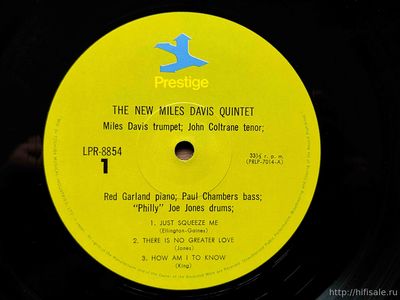 Prestige
THE NEW MILES DAVIS QUINTET
Miles Davis trumpet; John Coltrane tenor;
LPR-8854
1
33⅓ r. p. m.
(PRLP-7014-A)
Red Garland piano; Paul Chambers bass;
"Philly" Joe Jones drums;
1. JUST SQUEEZE ME
(Ellington-Gaines)
2. THERE IS NO GREATER LOVE
(Jones)
3. HOW AM I TO KNOW
(King)
http://hifisale.ru